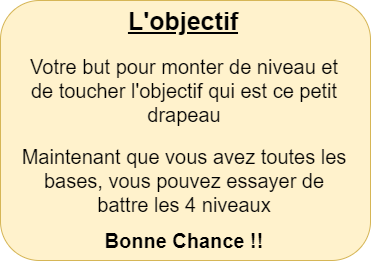 L'objectif
Votre but pour monter de niveau et
de toucher l'objectif qui est ce petit
drapeau
Maintenant que vous avez toutes les
bases, vous pouvez essayer de
battre les 4 niveaux
Bonne Chance !!